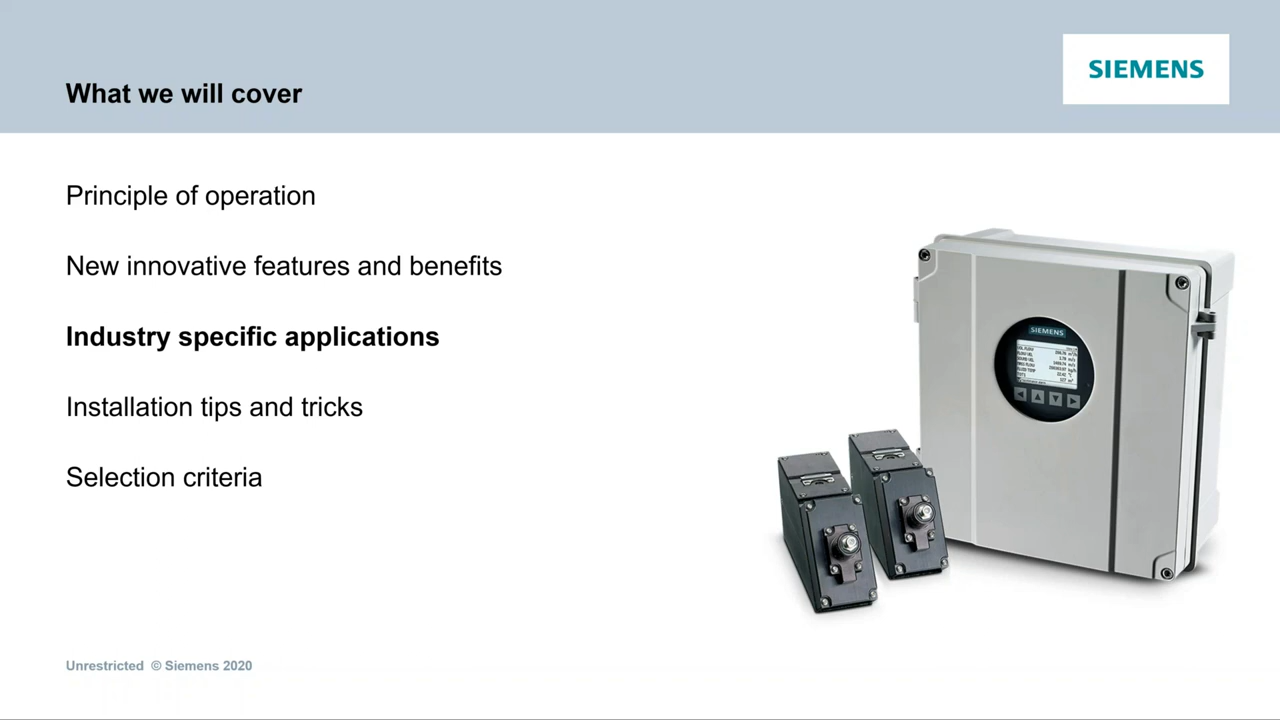 SIEMENS
What we will cover
Principle of operation
New innovative features and benefits
Industry specific applications
Installation tips and tricks
Selection criteria
SIEMENS
Unrestricted © Siemens 2020